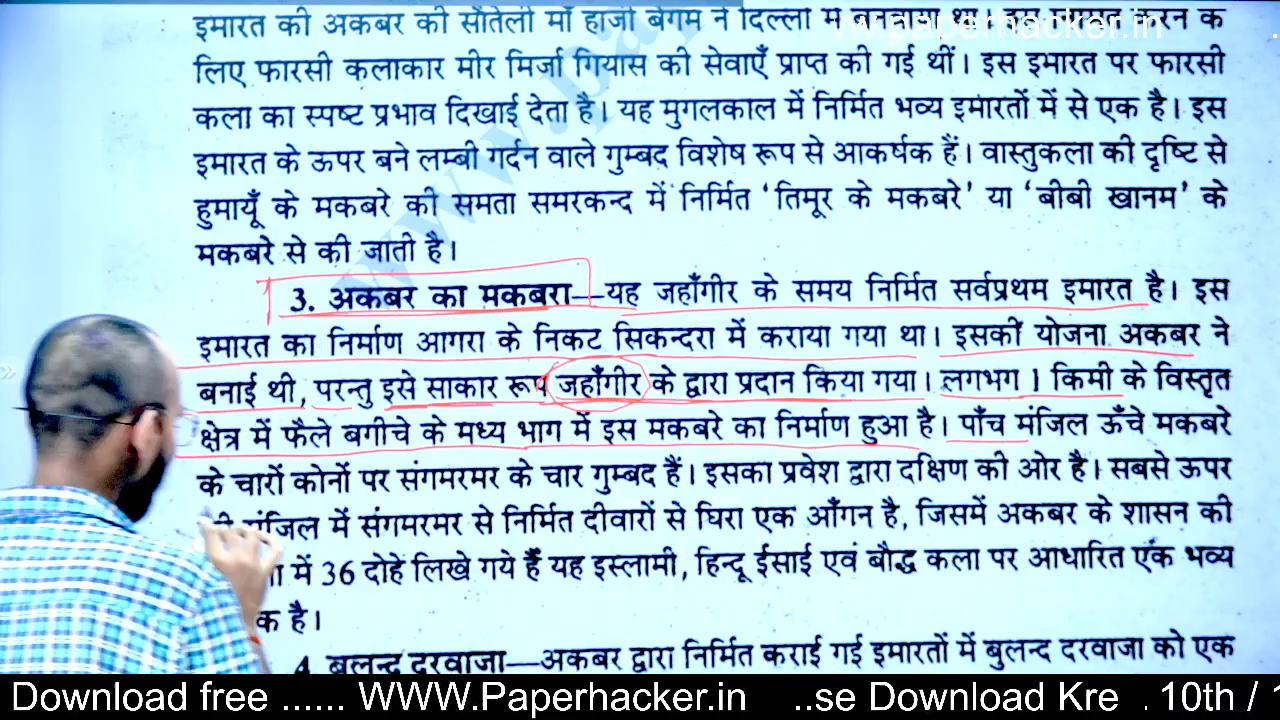 इमारत को अकबर की सौतेली माँ हाजी बेगम ने दिल्ली में बनवाया था।
www.paperhacker.in
लिए फारसी कलाकार मीर मिर्जा गियास की सेवाएँ प्राप्त की गई थीं। इस इमारत पर फारसी
कला का स्पष्ट प्रभाव दिखाई देता है। यह मुगलकाल में निर्मित भव्य इमारतों में से एक है। इस
इमारत के ऊपर बने लम्बी गर्दन वाले गुम्बद विशेष रूप से आकर्षक हैं। वास्तुकला की दृष्टि से
हुमायूँ के मकबरे की समता समरकन्द में निर्मित 'तिमूर के मकबरे' या 'बीबी खानम' के
मकबरे से की जाती है।
3. अकबर का मकबरा—यह जहाँगीर के समय निर्मित सर्वप्रथम इमारत है। इस
इमारत का निर्माण आगरा के निकट सिकन्दरा में कराया गया था। इसकी योजना अकबर ने
बनाई थी, परन्तु इसे साकार रूप जहाँगीर के द्वारा प्रदान किया गया। लगभग 1 किमी के विस्तृत
क्षेत्र में फैले बगीचे के मध्य भाग में इस मकबरे का निर्माण हुआ है। पाँच मंजिल ऊँचे मकबरे
के चारों कोनों पर संगमरमर के चार गुम्बद हैं। इसका प्रवेश द्वार दक्षिण की ओर है। सबसे ऊपर
मंजिल में संगमरमर से निर्मित दीवारों से घिरा एक आँगन है, जिसमें अकबर के शासन की
में 36 दोहे लिखे गये हैं यह इस्लामी, हिन्दू ईसाई एवं बौद्ध कला पर आधारित एक भव्य
क है।
4. बुलन्द दरवाजा—अकबर द्वारा निर्मित कराई गई इमारतों में बुलन्द दरवाजा को एक
Download free ...... WWW.Paperhacker.in ..se Download Kre . 10th /